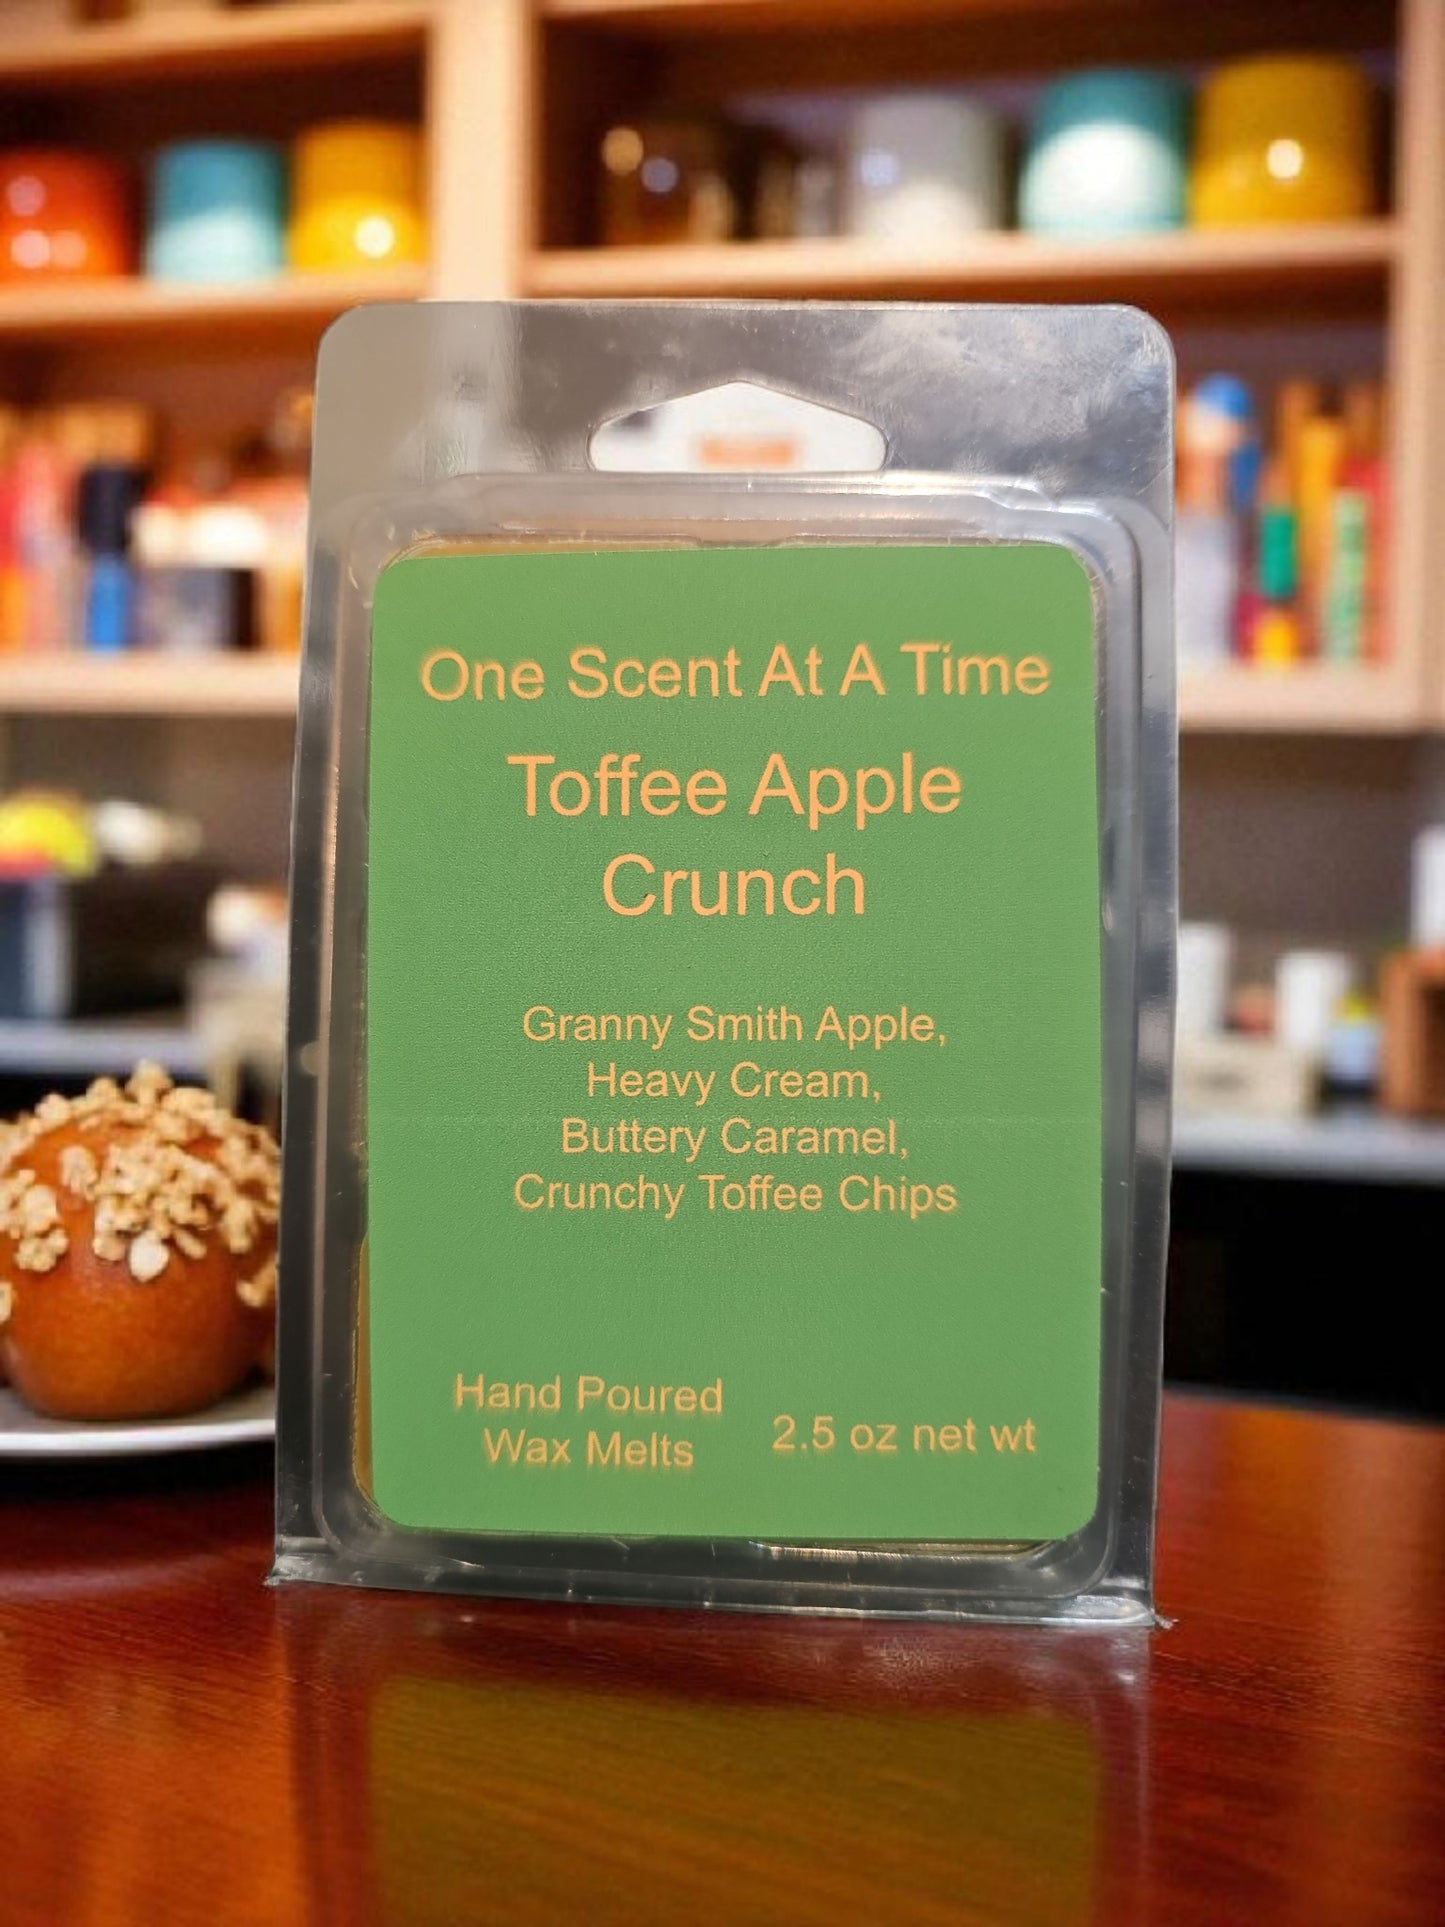 One Scent At A Time
Toffee Apple
Crunch
Granny Smith Apple,
Heavy Cream,
Buttery Caramel,
Crunchy Toffee Chips
Hand Poured
Wax Melts
2.5 oz net wt